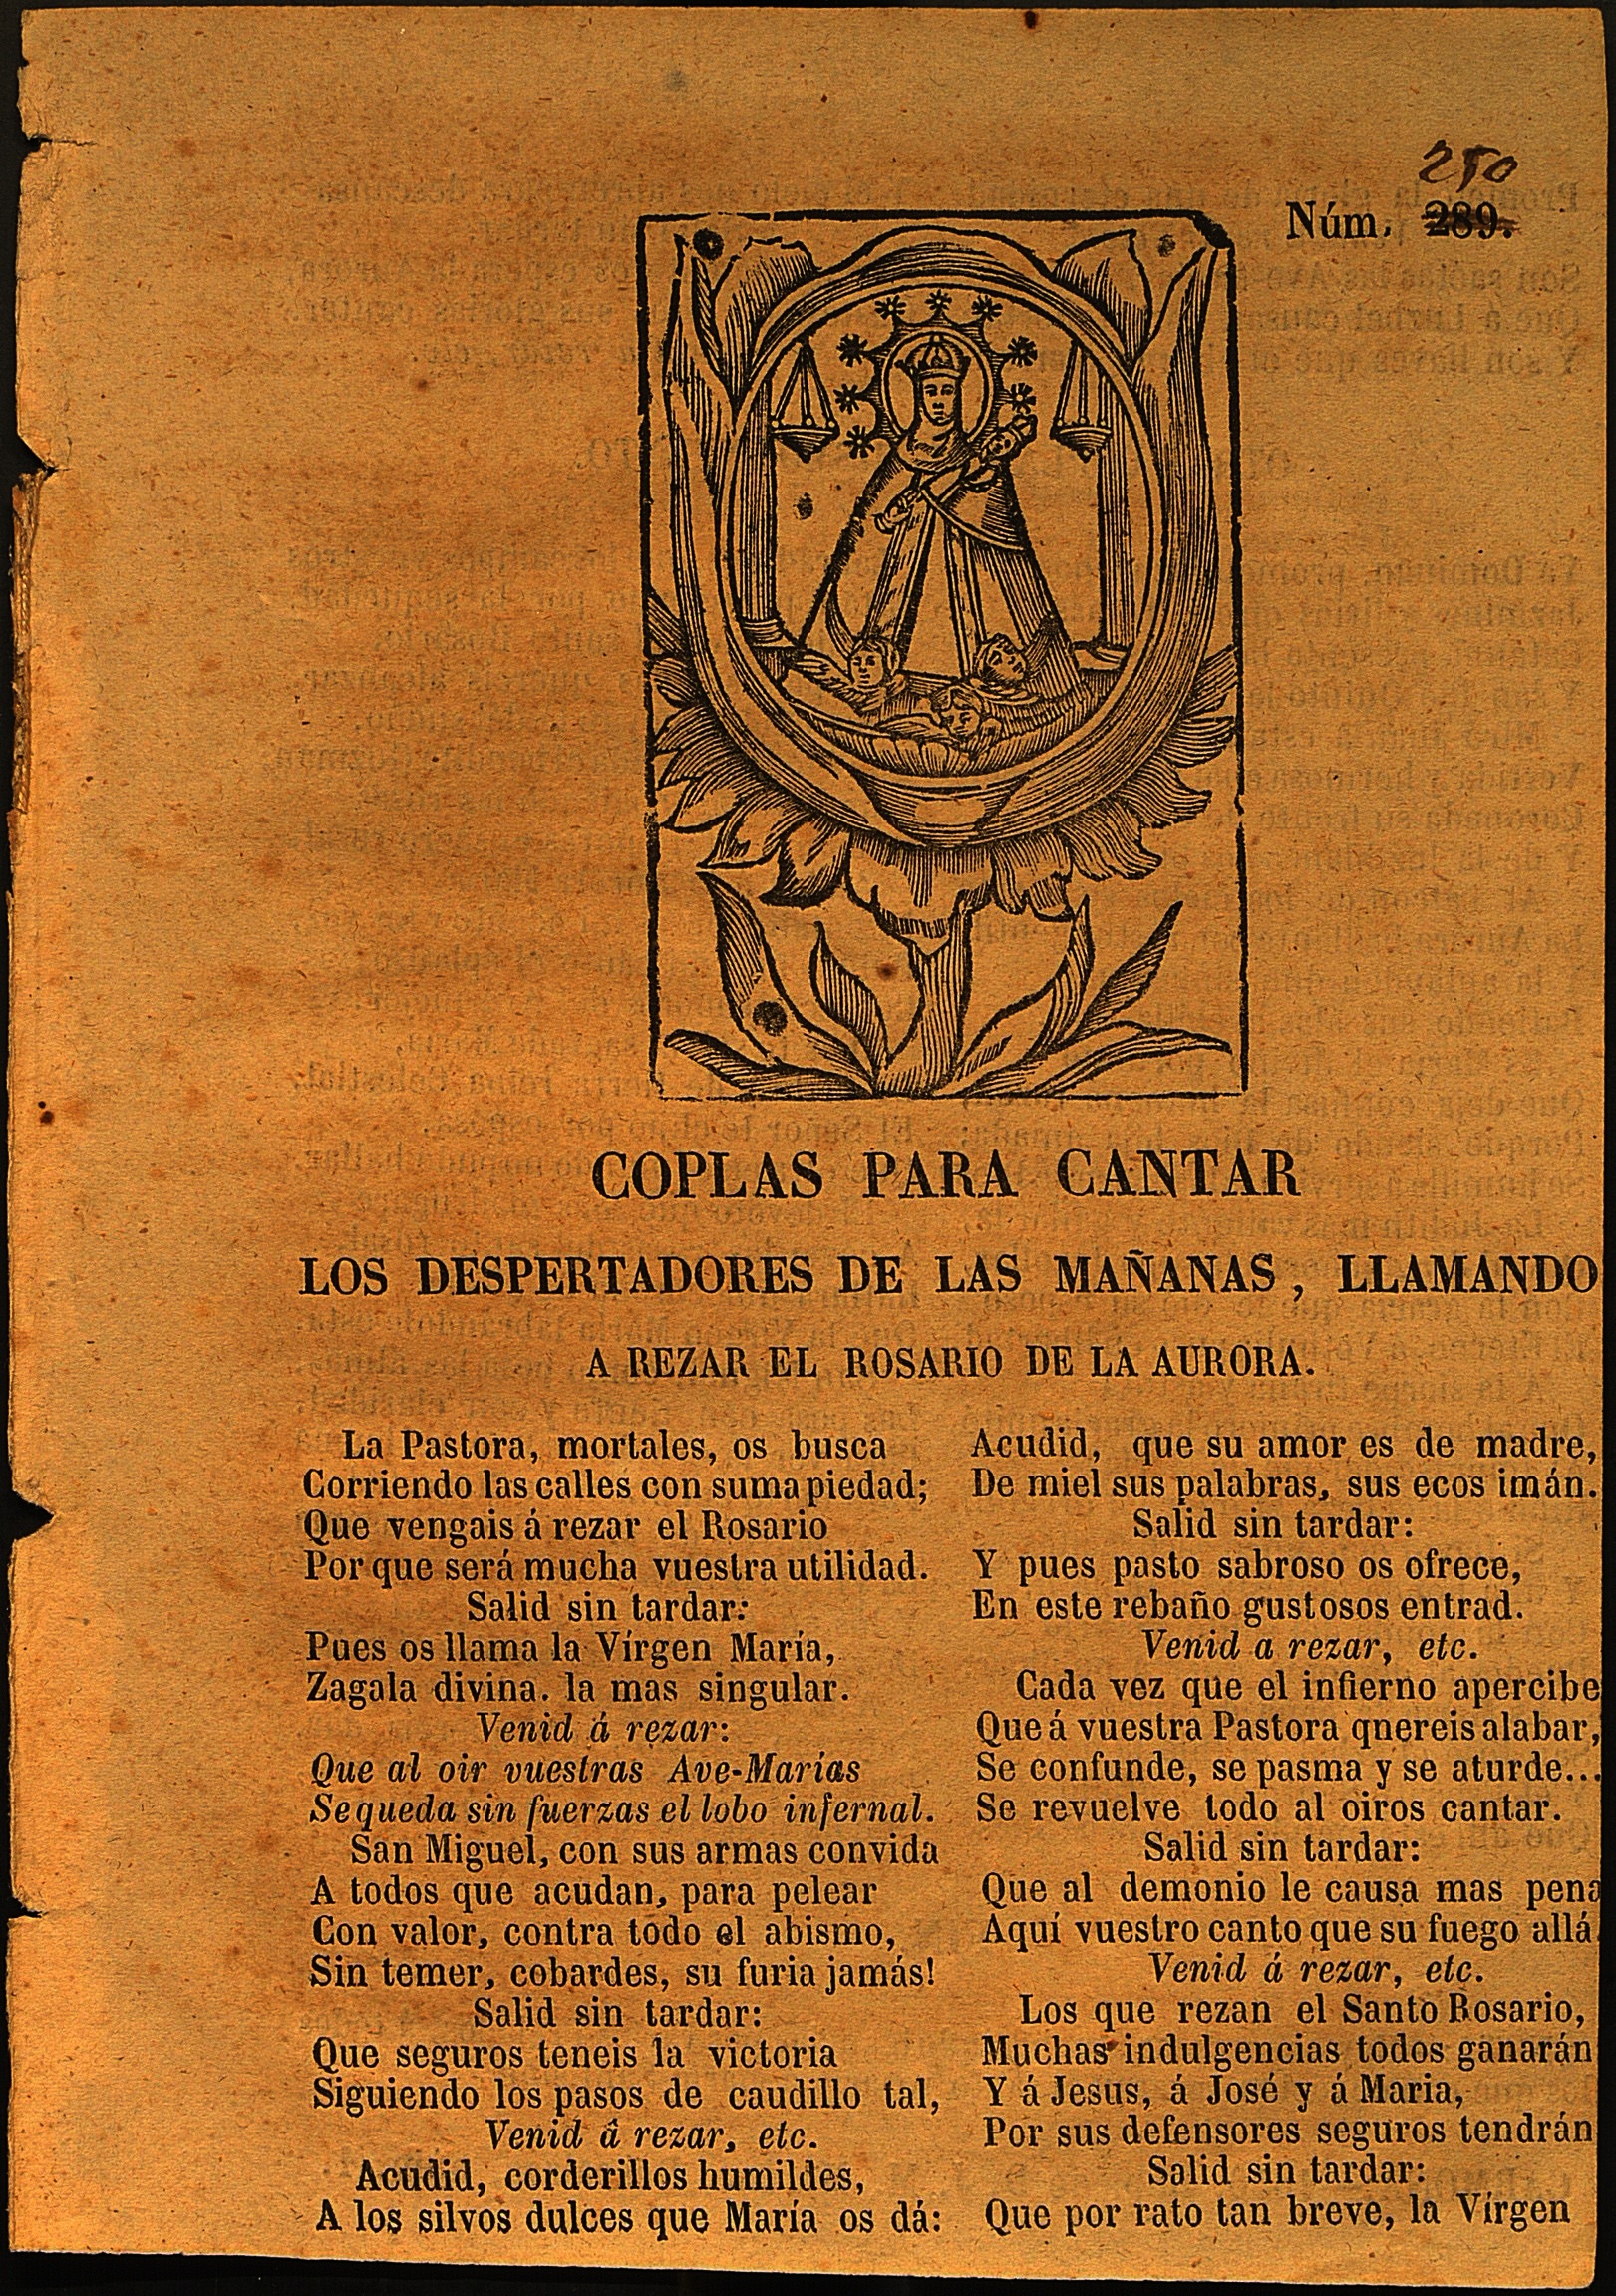 250
Núm. 289.
COPLAS PARA CANTAR
LOS DESPERTADORES DE LAS MAÑANAS, LLAMANDO
A REZAR EL ROSARIO DE LA AURORA.
La Pastora, mortales, os busca
Corriendo las calles con suma piedad;
Que vengais á rezar el Rosario
Por que será mucha vuestra utilidad.
Salid sin tardar:
Pues os llama la Vírgen María,
Zagala divina. la mas singular.
Venid á rezar:
Que al oir vuestras Ave-Marías
Se queda sin fuerzas el lobo infernal.
San Miguel, con sus armas convida
A todos que acudan, para pelear
Con valor, contra todo el abismo,
Sin temer, cobardes, su furia jamás!
Salid sin tardar:
Que seguros teneis la victoria
Siguiendo los pasos de caudillo tal,
Venid â rezar, etc.
Acudid, corderillos humildes,
A los silvos dulces que María os dá:
Acudid, que su amor es de madre,
De miel sus palabras, sus ecos imán.
Salid sin tardar:
Y pues pasto sabroso os ofrece,
En este rebaño gustosos entrad.
Venid a rezar, etc.
Cada vez que el infierno apercibe
Que á vuestra Pastora qnereis alabar,
Se confunde, se pasma y se aturde...
Se revuelve todo al oiros cantar.
Salid sin tardar:
Que al demonio le causa mas pena
Aquí vuestro canto que su fuego allá.
Venid á rezar, etc.
Los que rezan el Santo Rosario,
Muchas indulgencias todos ganarán
Y á Jesus, á José y á Maria,
Por sus defensores seguros tendrán
Salid sin tardar:
Que por rato tan breve, la Vírgen